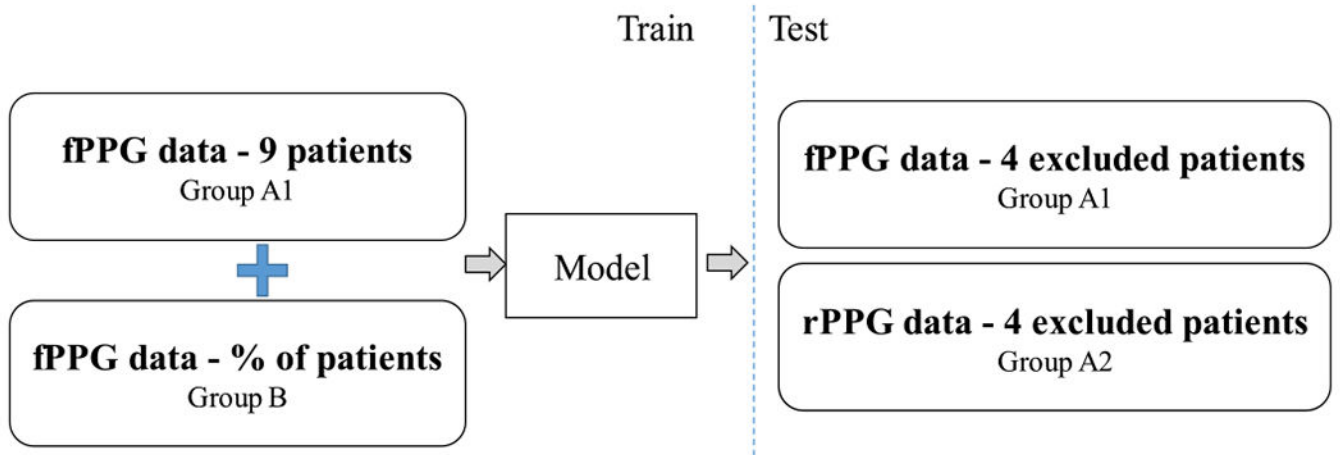 Train
Test
fPPG data - 9 patients
Group A1
fPPG data - % of patients
Group B
Model
fPPG data - 4 excluded patients
Group A1
rPPG data - 4 excluded patients
Group A2